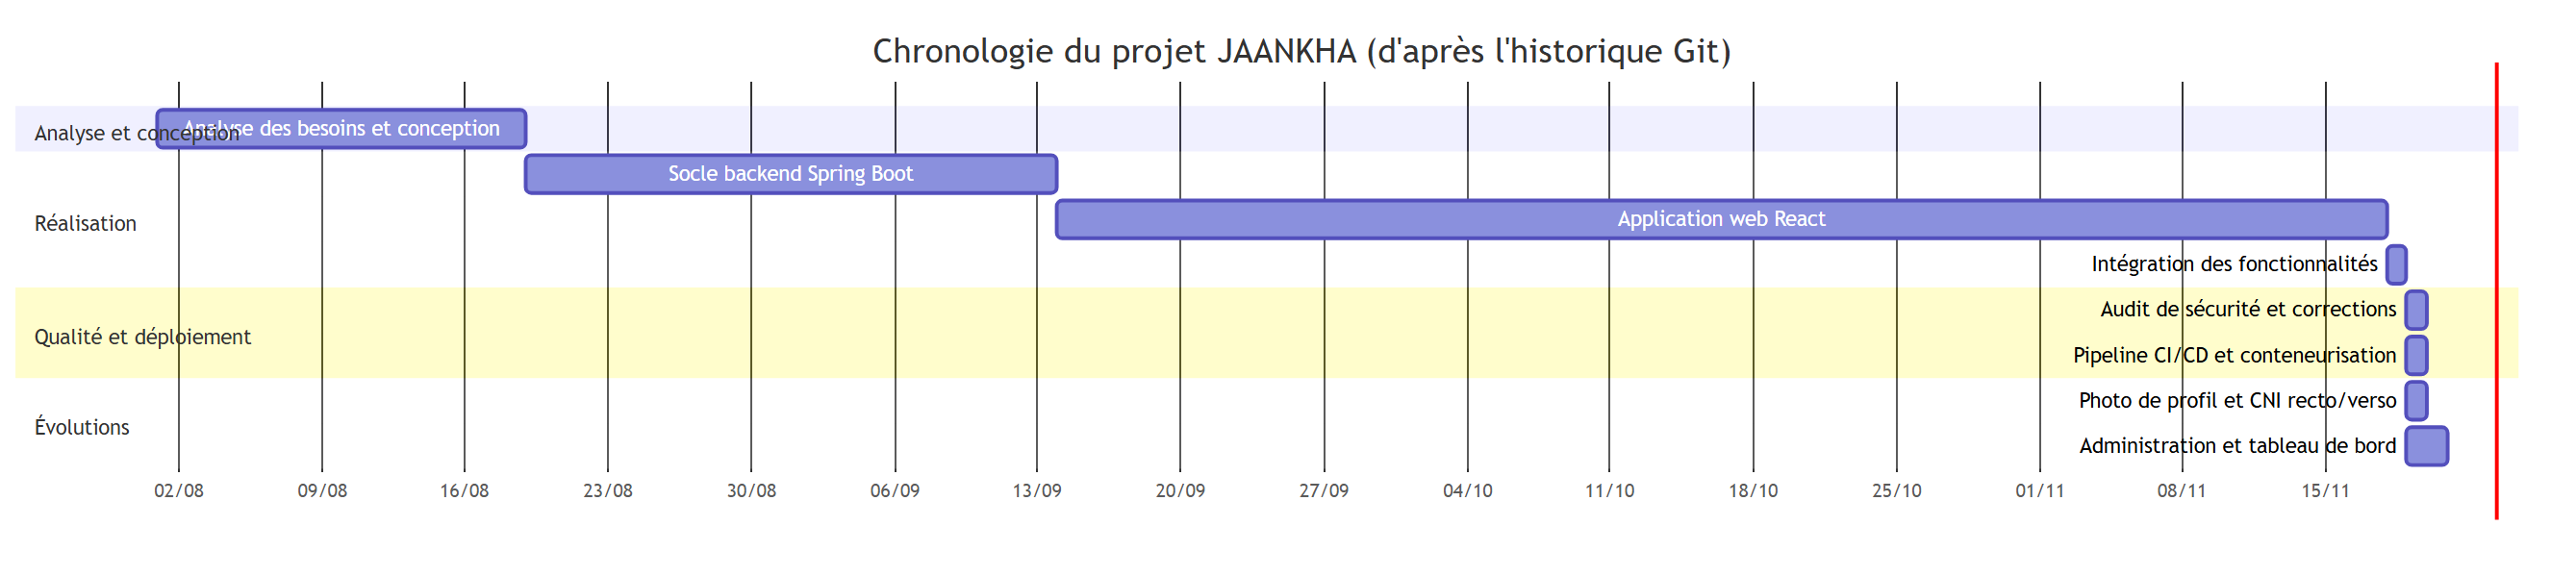 Chronologie du projet JAANKHA (d'après l'historique Git)
Analyse et conception
Analyse des besoins et conception
Socle backend Spring Boot
Réalisation
Application web React
Intégration des fonctionnalités
Audit de sécurité et corrections
Qualité et déploiement
Pipeline CI/CD et conteneurisation
Photo de profil et CNI recto/verso
Évolutions
Administration et tableau de bord
02/08 09/08 16/08 23/08 30/08 06/09 13/09 20/09 27/09 04/10 11/10 18/10 25/10 01/11 08/11 15/11